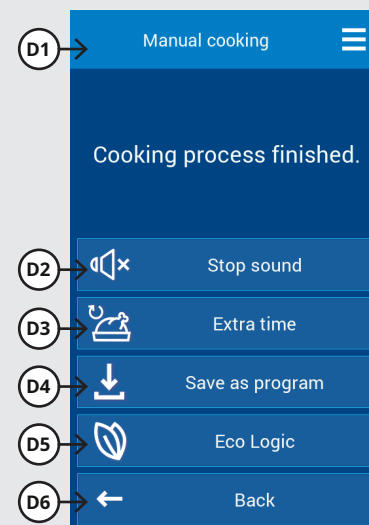 D1
Manual cooking
Cooking process finished.
D2
Stop sound
D3
Extra time
D4
Save as program
D5
Eco Logic
D6
Back